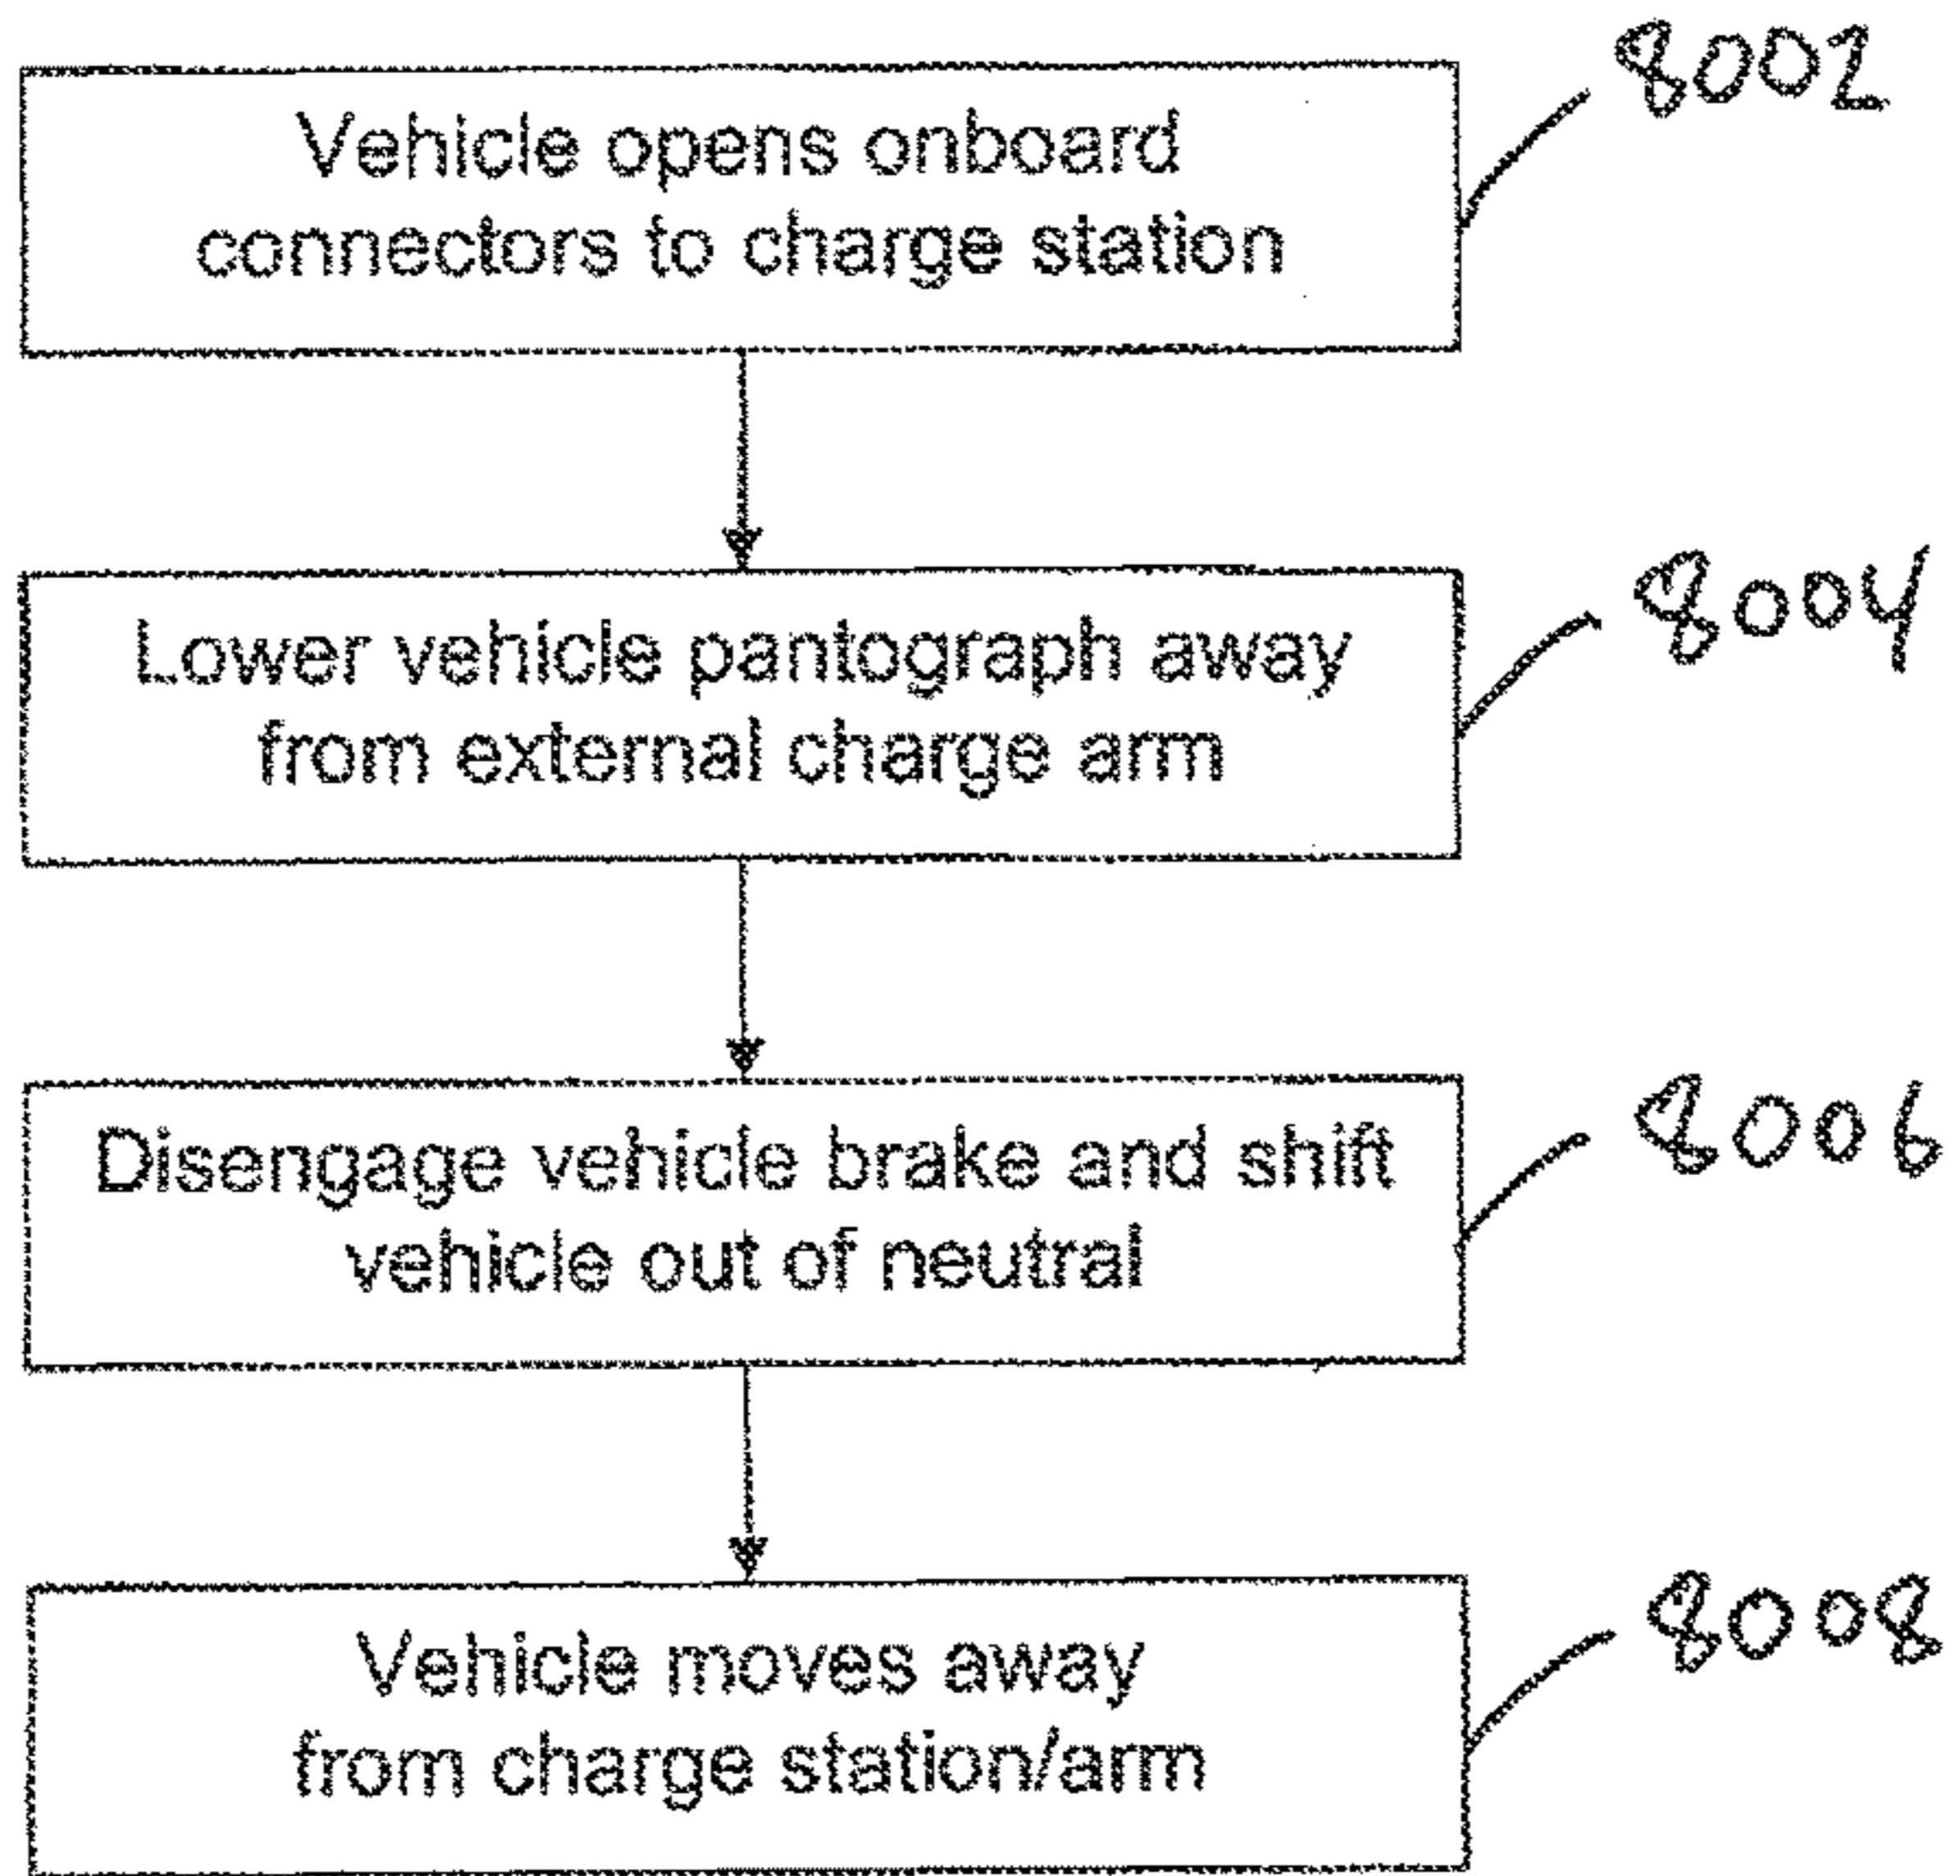 Vehicle opens onboard
connectors to charge station
8002
Lower vehicle pantograph away
from external charge arm
8004
Disengage vehicle brake and shift
vehicle out of neutral
8006
Vehicle moves away
from charge station/arm
8008